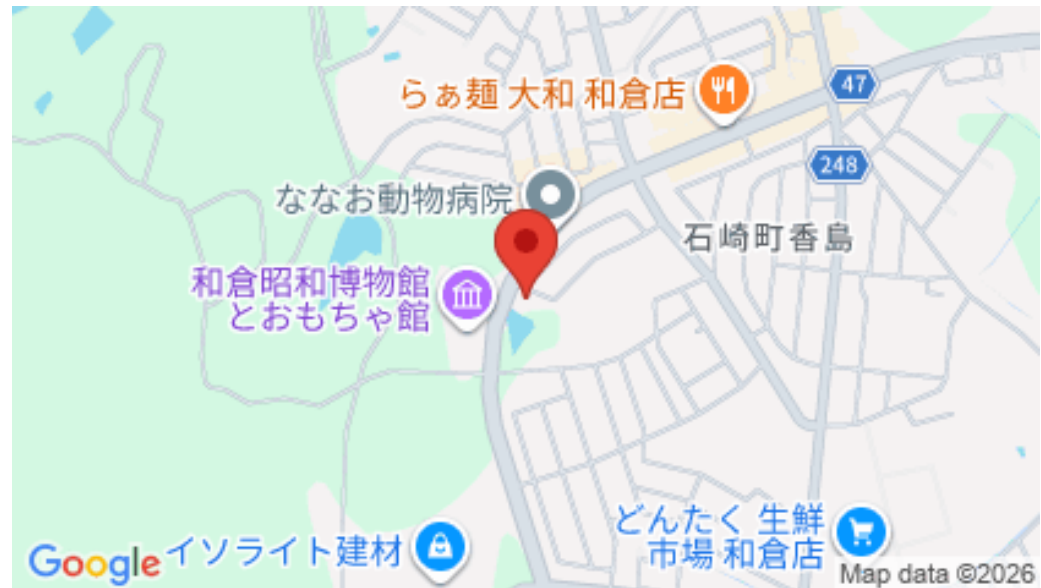 らぁ麺 大和 和倉店
47
248
ななお動物病院
石崎町香島
和倉昭和博物館
とおもちゃ館
どんたく 生鮮
市場 和倉店
イソライト建材
Google
Map data ©2026